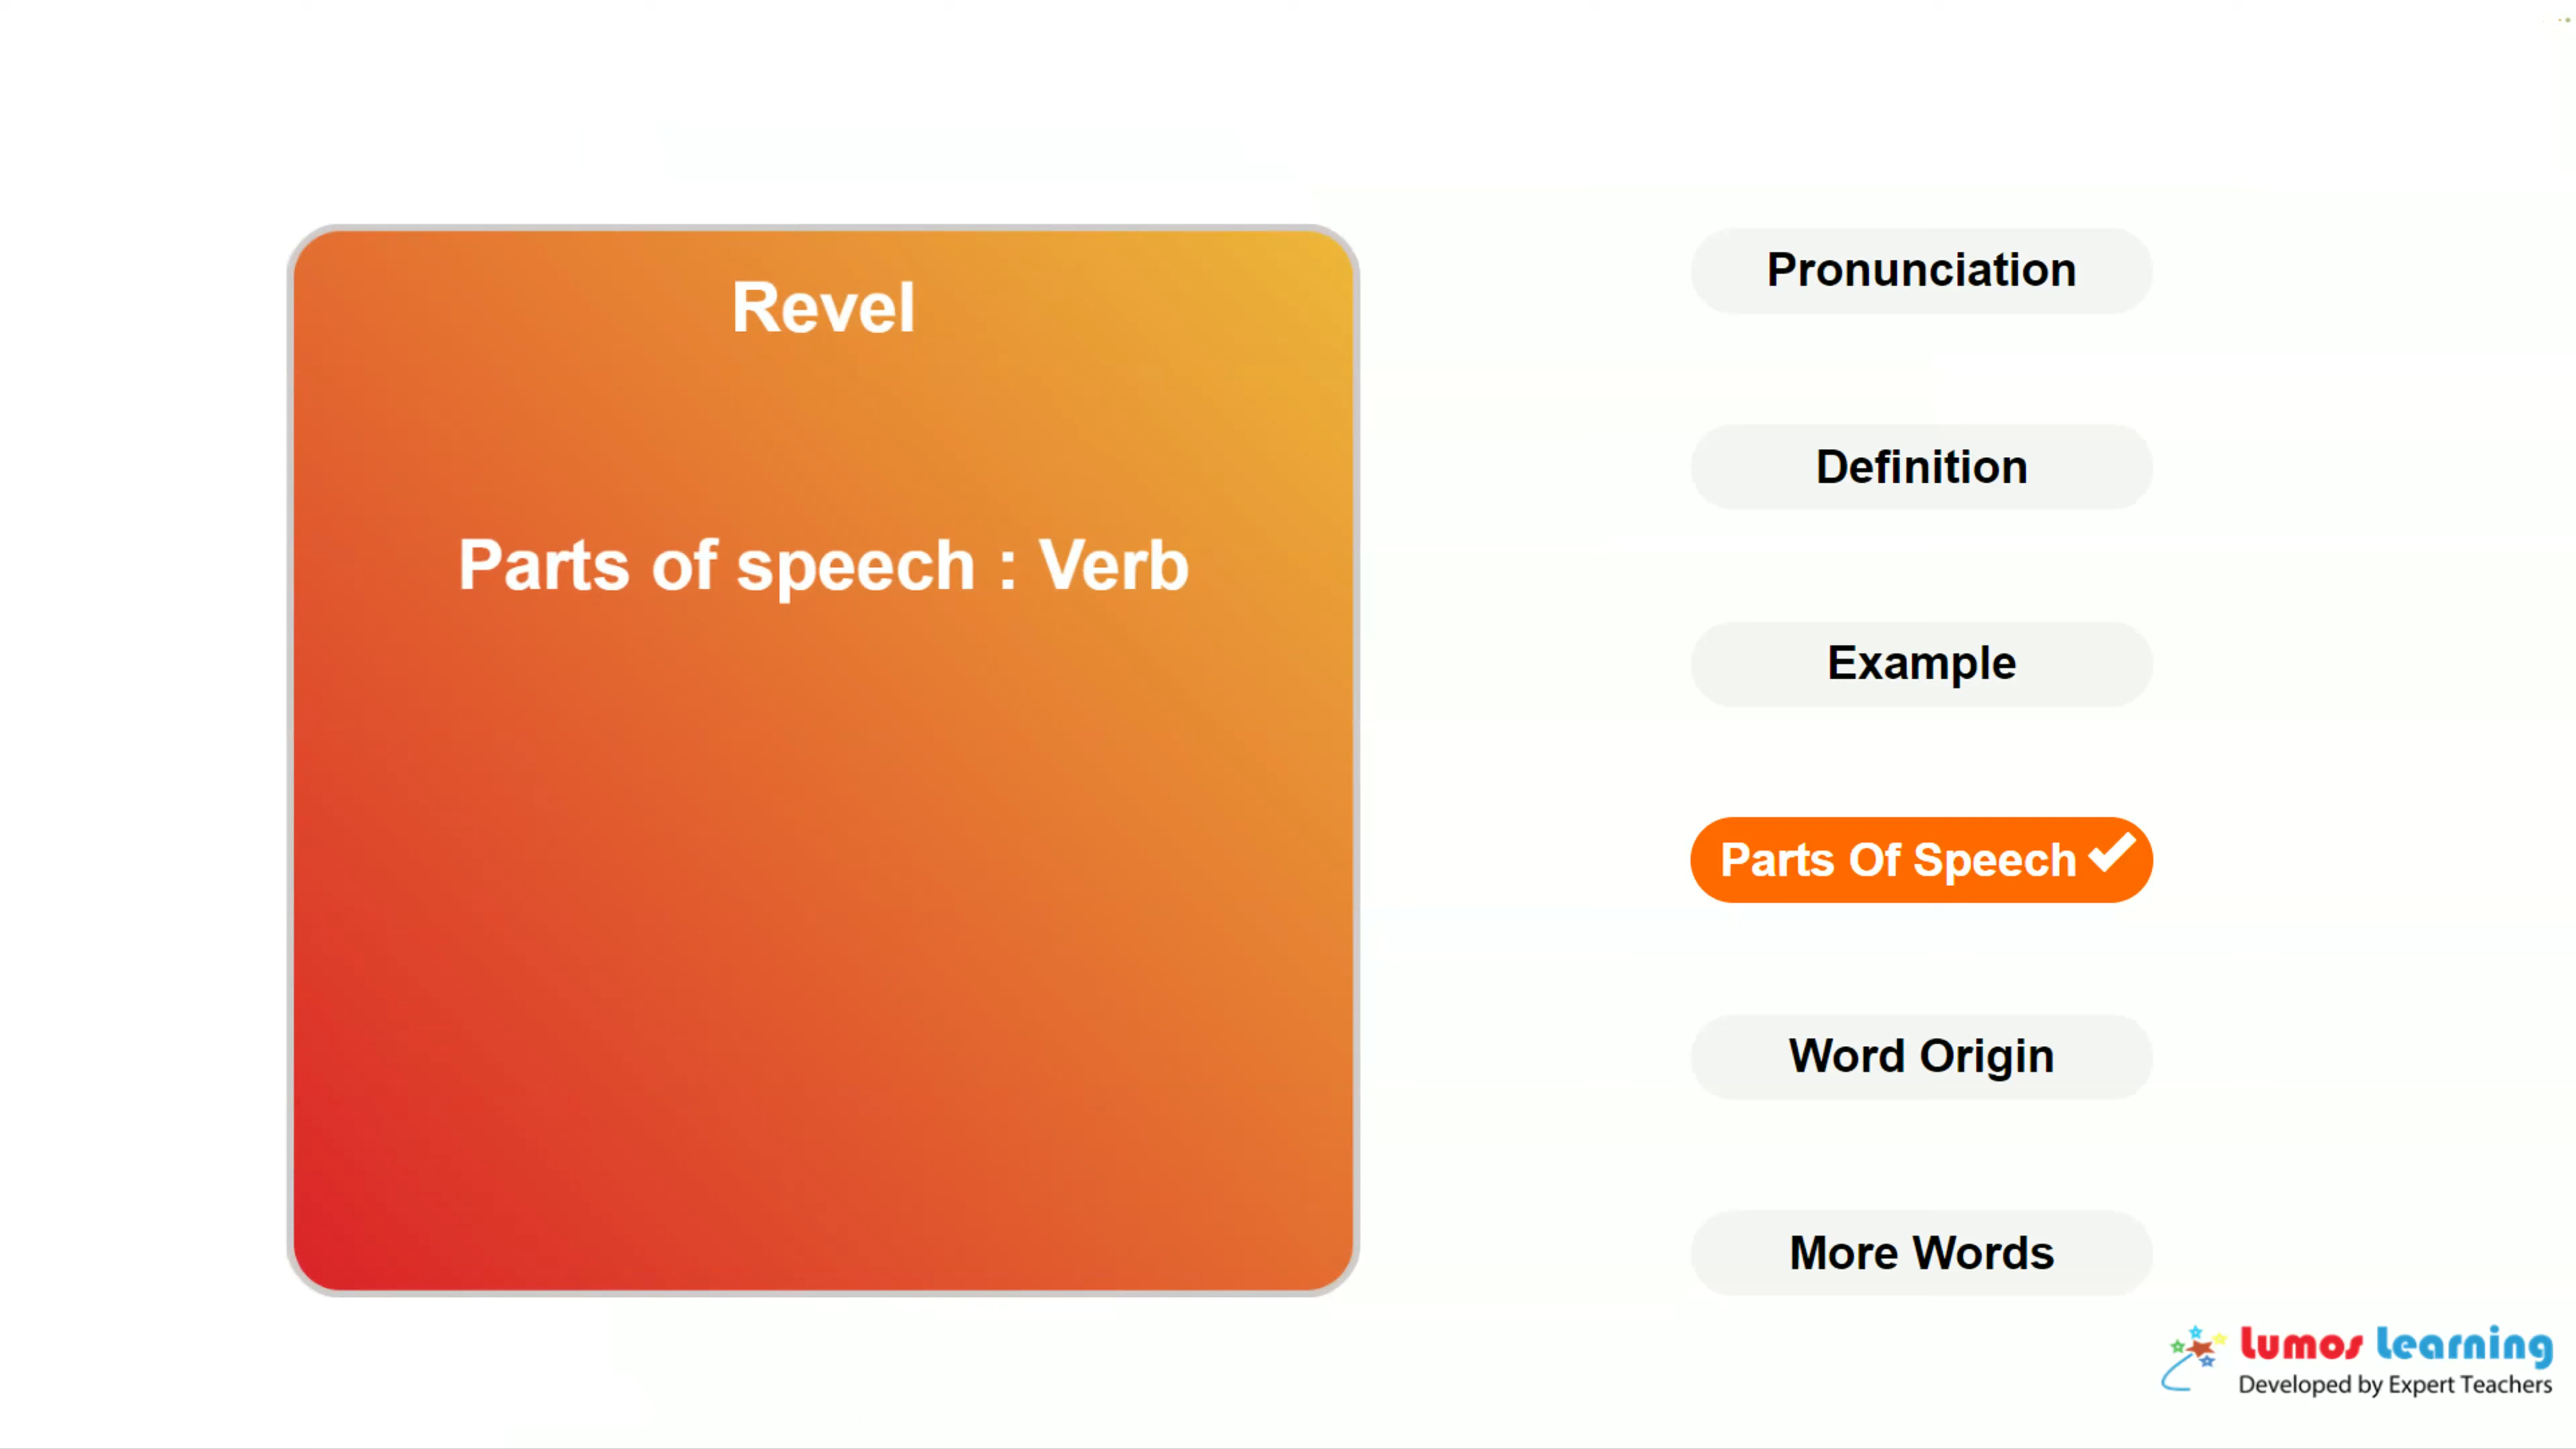 Revel
Parts of speech : Verb
Pronunciation
Definition
Example
Parts Of Speech
Word Origin
More Words
Lumos Learning
Developed by Expert Teachers